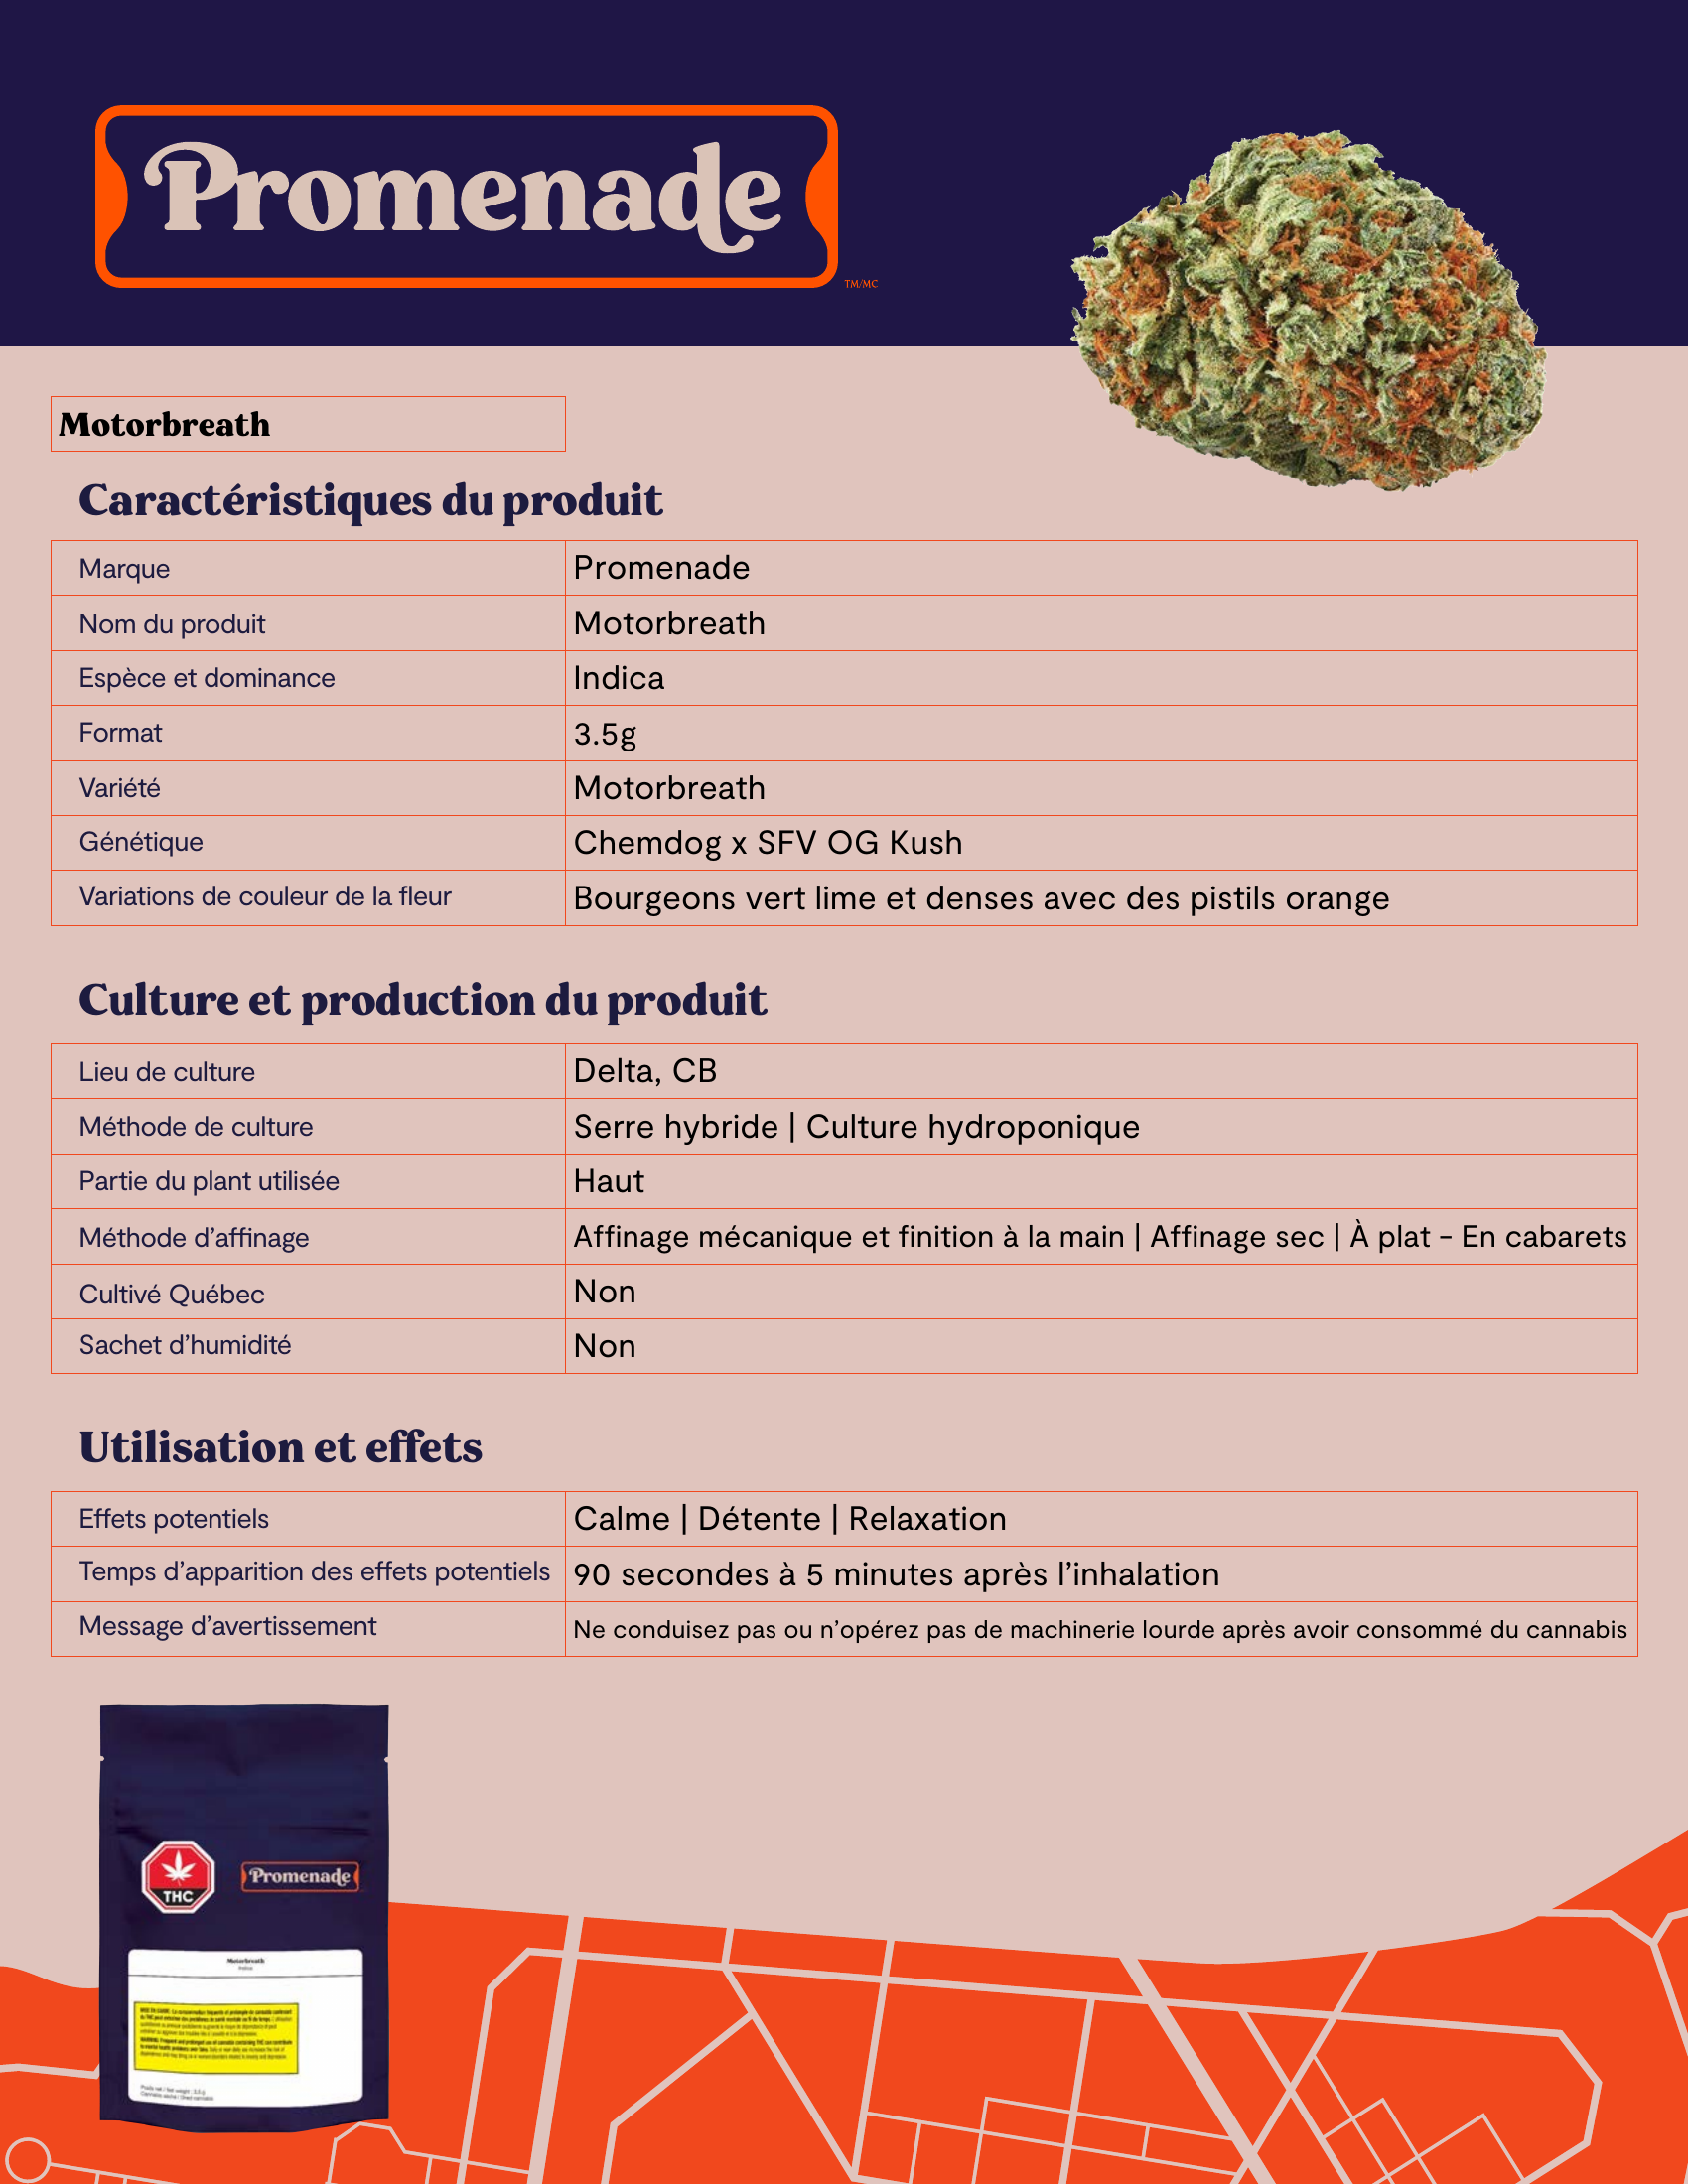 Promenade
TM/MC
Motorbreath
Caractéristiques du produit
Marque Promenade
Nom du produit Motorbreath
Espèce et dominance Indica
Format 3.5g
Variété Motorbreath
Génétique Chemdog x SFV OG Kush
Variations de couleur de la fleur Bourgeons vert lime et denses avec des pistils orange
Culture et production du produit
Lieu de culture Delta, CB
Méthode de culture Serre hybride | Culture hydroponique
Partie du plant utilisée Haut
Méthode d’affinage Affinage mécanique et finition à la main | Affinage sec | À plat - En cabarets
Cultivé Québec Non
Sachet d’humidité Non
Utilisation et effets
Effets potentiels Calme | Détente | Relaxation
Temps d’apparition des effets potentiels 90 secondes à 5 minutes après l’inhalation
Message d’avertissement Ne conduisez pas ou n’opérez pas de machinerie lourde après avoir consommé du cannabis
THC
Promenade
Motorbreath
Indica